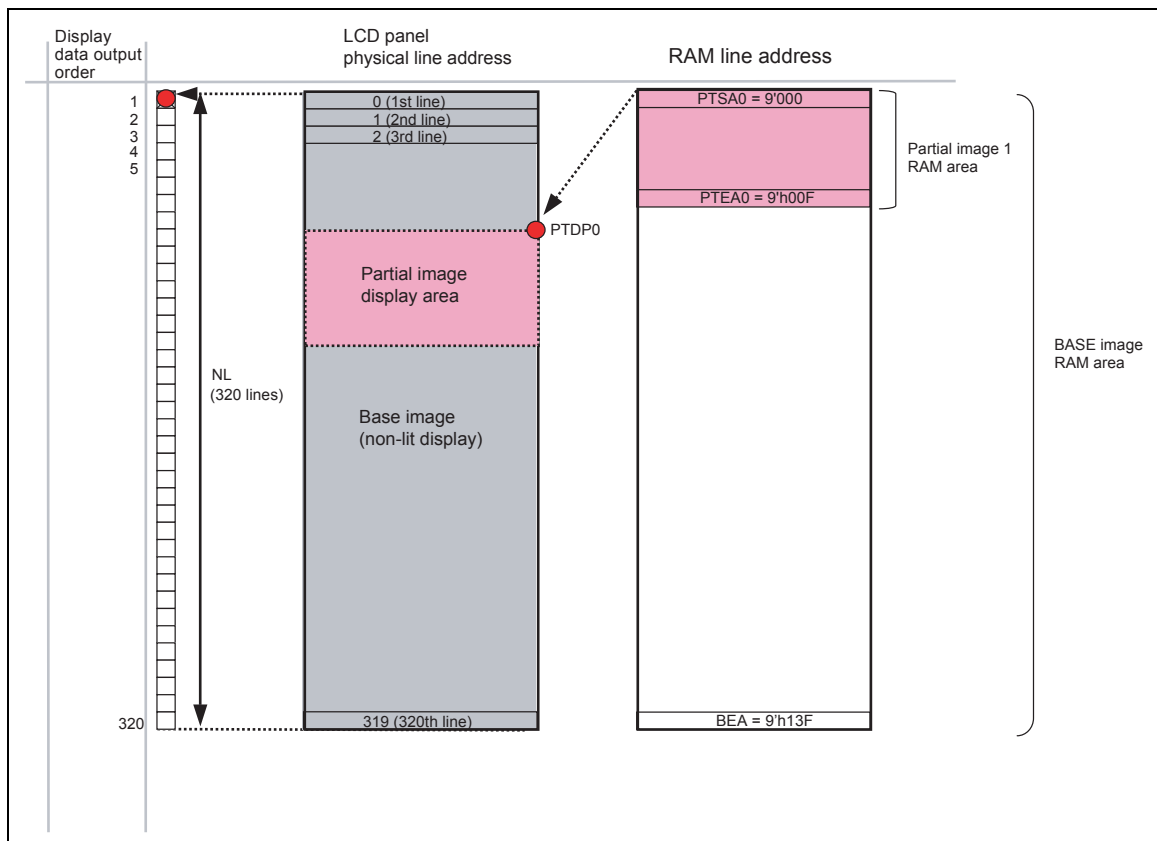 Display
data output
order
LCD panel
physical line address
RAM line address
1
2
3
4
5
320
NL
(320 lines)
0 (1st line)
1 (2nd line)
2 (3rd line)
PTDP0
Partial image
display area
Base image
(non-lit display)
319 (320th line)
PTSA0 = 9'000
PTEA0 = 9'h00F
BEA = 9'h13F
Partial image 1
RAM area
BASE image
RAM area